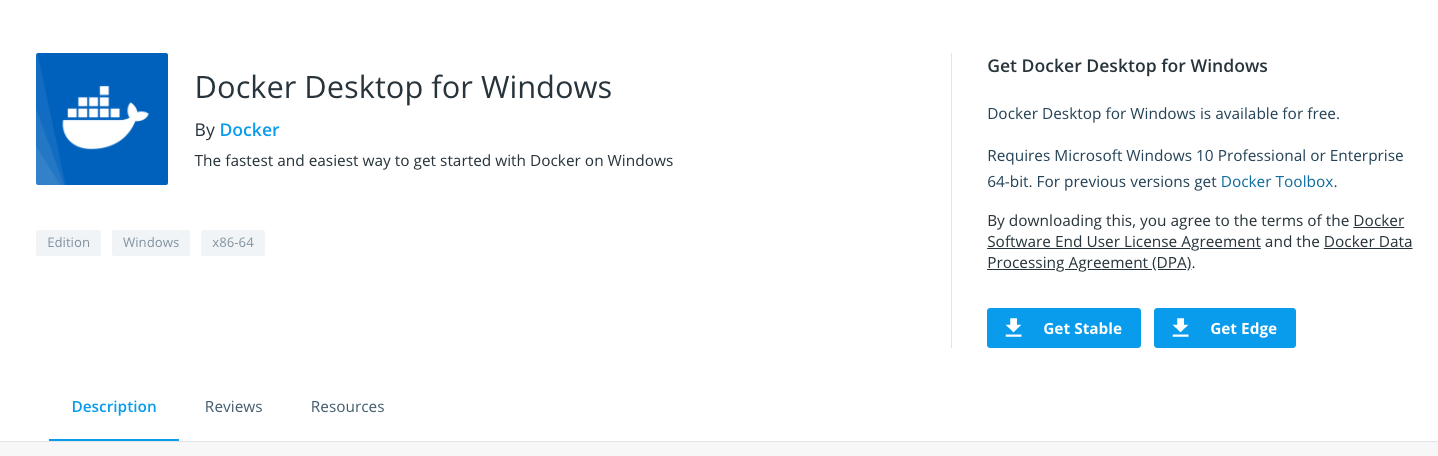 Docker Desktop for Windows
By Docker
The fastest and easiest way to get started with Docker on Windows
Edition
Windows
x86-64
Get Docker Desktop for Windows
Docker Desktop for Windows is available for free.
Requires Microsoft Windows 10 Professional or Enterprise
64-bit. For previous versions get Docker Toolbox.
By downloading this, you agree to the terms of the Docker
Software End User License Agreement and the Docker Data
Processing Agreement (DPA).
Get Stable
Get Edge
Description
Reviews
Resources